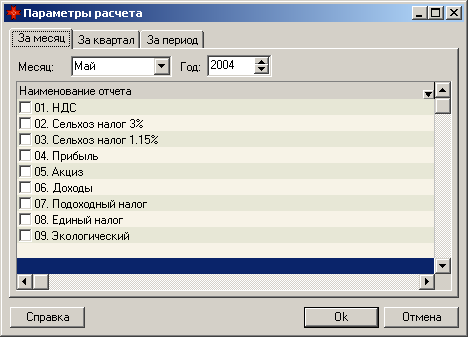 Параметры расчета
За месяц За квартал За период
Месяц: Май Год: 2004
Наименование отчета
01. НДС
02. Сельхоз налог 3%
03. Сельхоз налог 1.15%
04. Прибыль
05. Акциз
06. Доходы
07. Подоходный налог
08. Единый налог
09. Экологический
Справка Ok Отмена